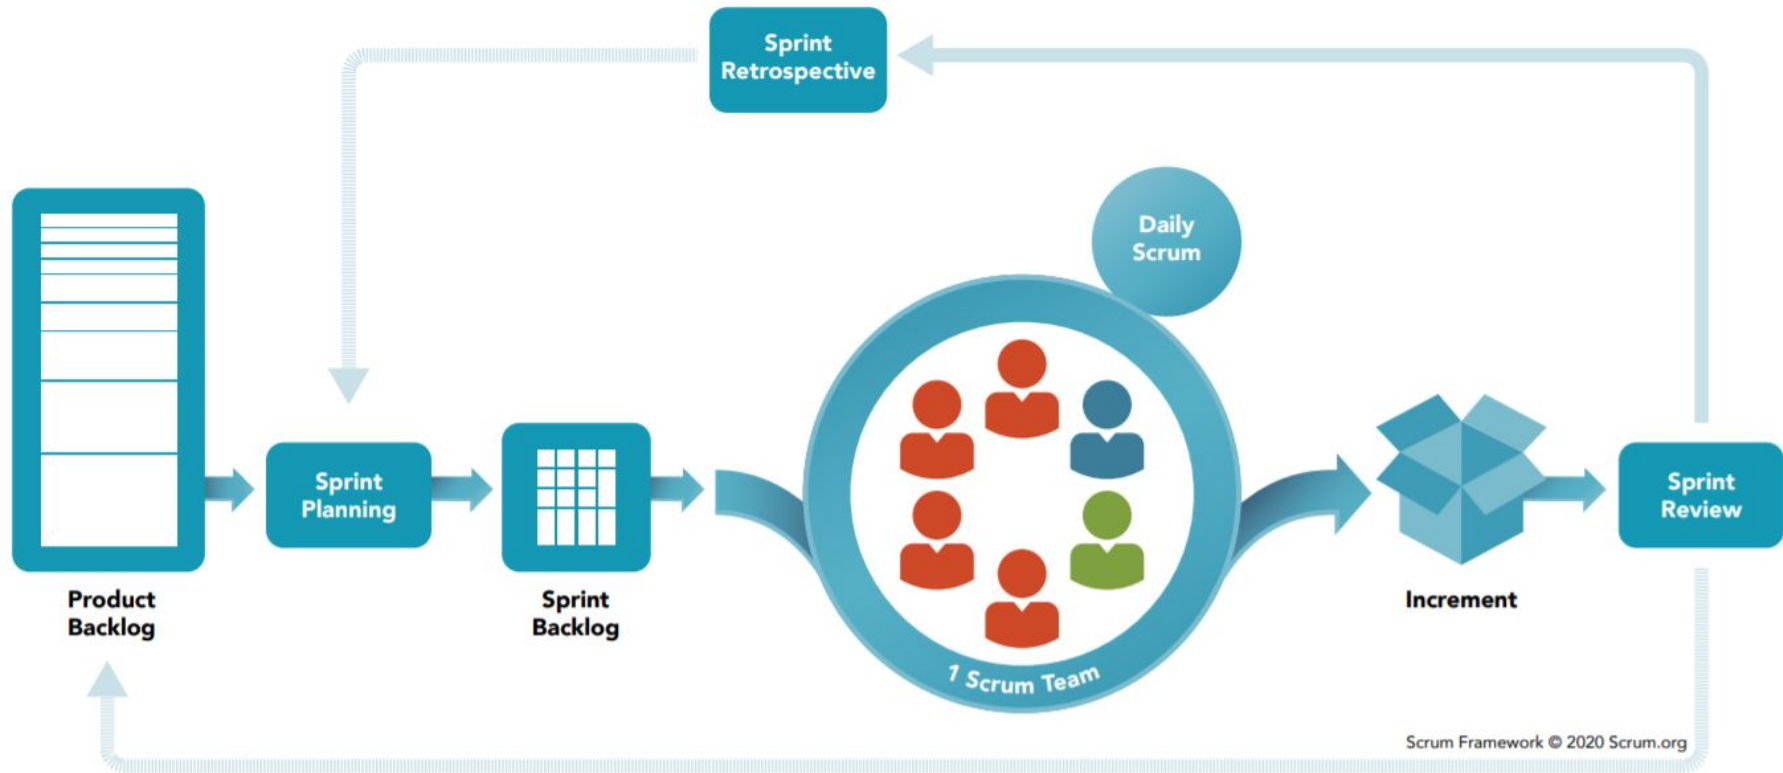 Sprint
Retrospective
Daily
Scrum
Sprint
Planning
Sprint
Review
Product
Backlog
Sprint
Backlog
Increment
1 Scrum Team
Scrum Framework © 2020 Scrum.org